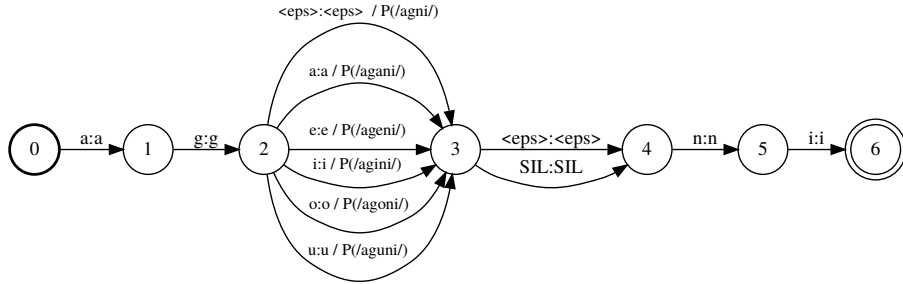 <eps>:<eps> / P(/agni/)
a:a / P(/agani/)
e:e / P(/ageni/)
i:i / P(/agini/)
o:o / P(/agoni/)
u:u / P(/aguni/)
0
a:a
1
g:g
2
3
<eps>:<eps>
SIL:SIL
4
n:n
5
i:i
6